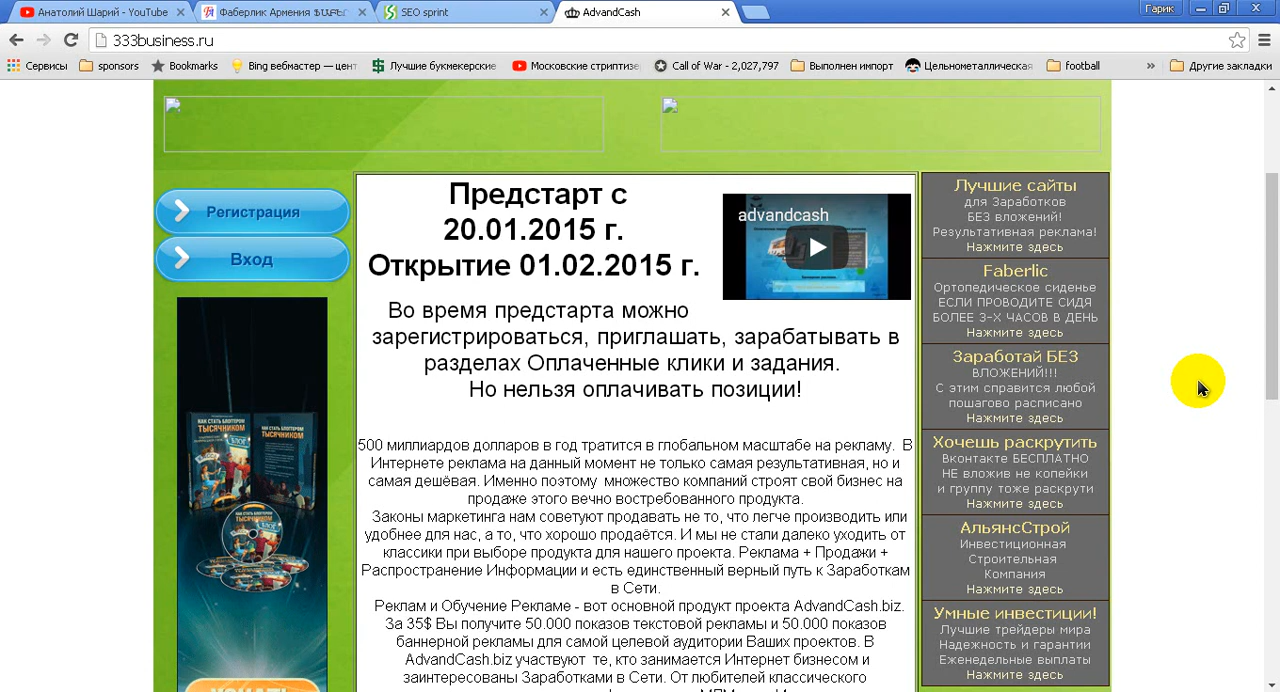 Анатолий Шарий - YouTube
Фаберлик Армения
SEO sprint
AdvandCash
Гарик
333business.ru
Сервисы
sponsors
Bookmarks
Bing вебмастер — цент
Лучшие букмекерские
Московские стриптизе
Call of War - 2,027,797
Выполнен импорт
Цельнометаллическая
football
»
Другие закладки
Регистрация
Вход
КАК СТАТЬ БЛОГГЕРОМ
ТЫСЯЧНИКОМ
Предстарт с
20.01.2015 г.
Открытие 01.02.2015 г.
advandcash
Во время предстарта можно
зарегистрироваться, приглашать, зарабатывать в
разделах Оплаченные клики и задания.
Но нельзя оплачивать позиции!
500 миллиардов долларов в год тратится в глобальном масштабе на рекламу. В
Интернете реклама на данный момент не только самая результативная, но и
самая дешёвая. Именно поэтому множество компаний строят свой бизнес на
продаже этого вечно востребованного продукта.
Законы маркетинга нам советуют продавать не то, что легче производить или
удобнее для нас, а то, что хорошо продаётся. И мы не стали далеко уходить от
классики при выборе продукта для нашего проекта. Реклама + Продажи +
Распространение Информации и есть единственный верный путь к Заработкам
в Сети.
Реклам и Обучение Рекламе - вот основной продукт проекта AdvandCash.biz.
За 35$ Вы получите 50.000 показов текстовой рекламы и 50.000 показов
баннерной рекламы для самой целевой аудитории Ваших проектов. В
AdvandCash.biz участвуют те, кто занимается Интернет бизнесом и
заинтересованы Заработками в Сети. От любителей классического
Лучшие сайты
для Заработков
БЕЗ вложений!
Результативная реклама!
Нажмите здесь
Faberlic
Ортопедическое сиденье
ЕСЛИ ПРОВОДИТЕ СИДЯ
БОЛЕЕ 3-Х ЧАСОВ В ДЕНЬ
Нажмите здесь
Заработай БЕЗ
ВЛОЖЕНИЙ!!!
С этим справится любой
пошагово расписано
Нажмите здесь
Хочешь раскрутить
Вконтакте БЕСПЛАТНО
НЕ вложив не копейки
и группу тоже раскрути
Нажмите здесь
АльянсСтрой
Инвестиционная
Строительная
Компания
Нажмите здесь
Умные инвестиции!
Лучшие трейдеры мира
Надежность и гарантии
Еженедельные выплаты
Нажмите здесь